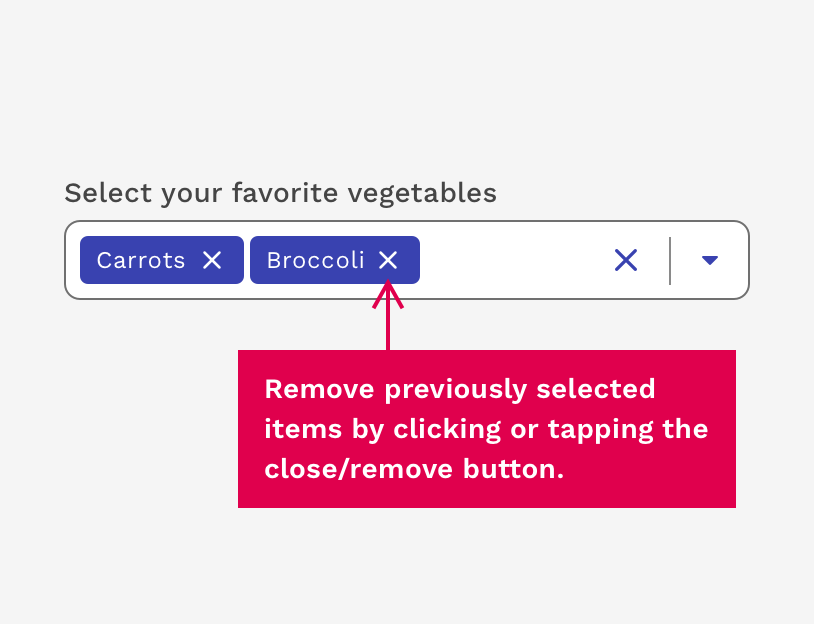 Select your favorite vegetables
Carrots Broccoli
Remove previously selected
items by clicking or tapping the
close/remove button.